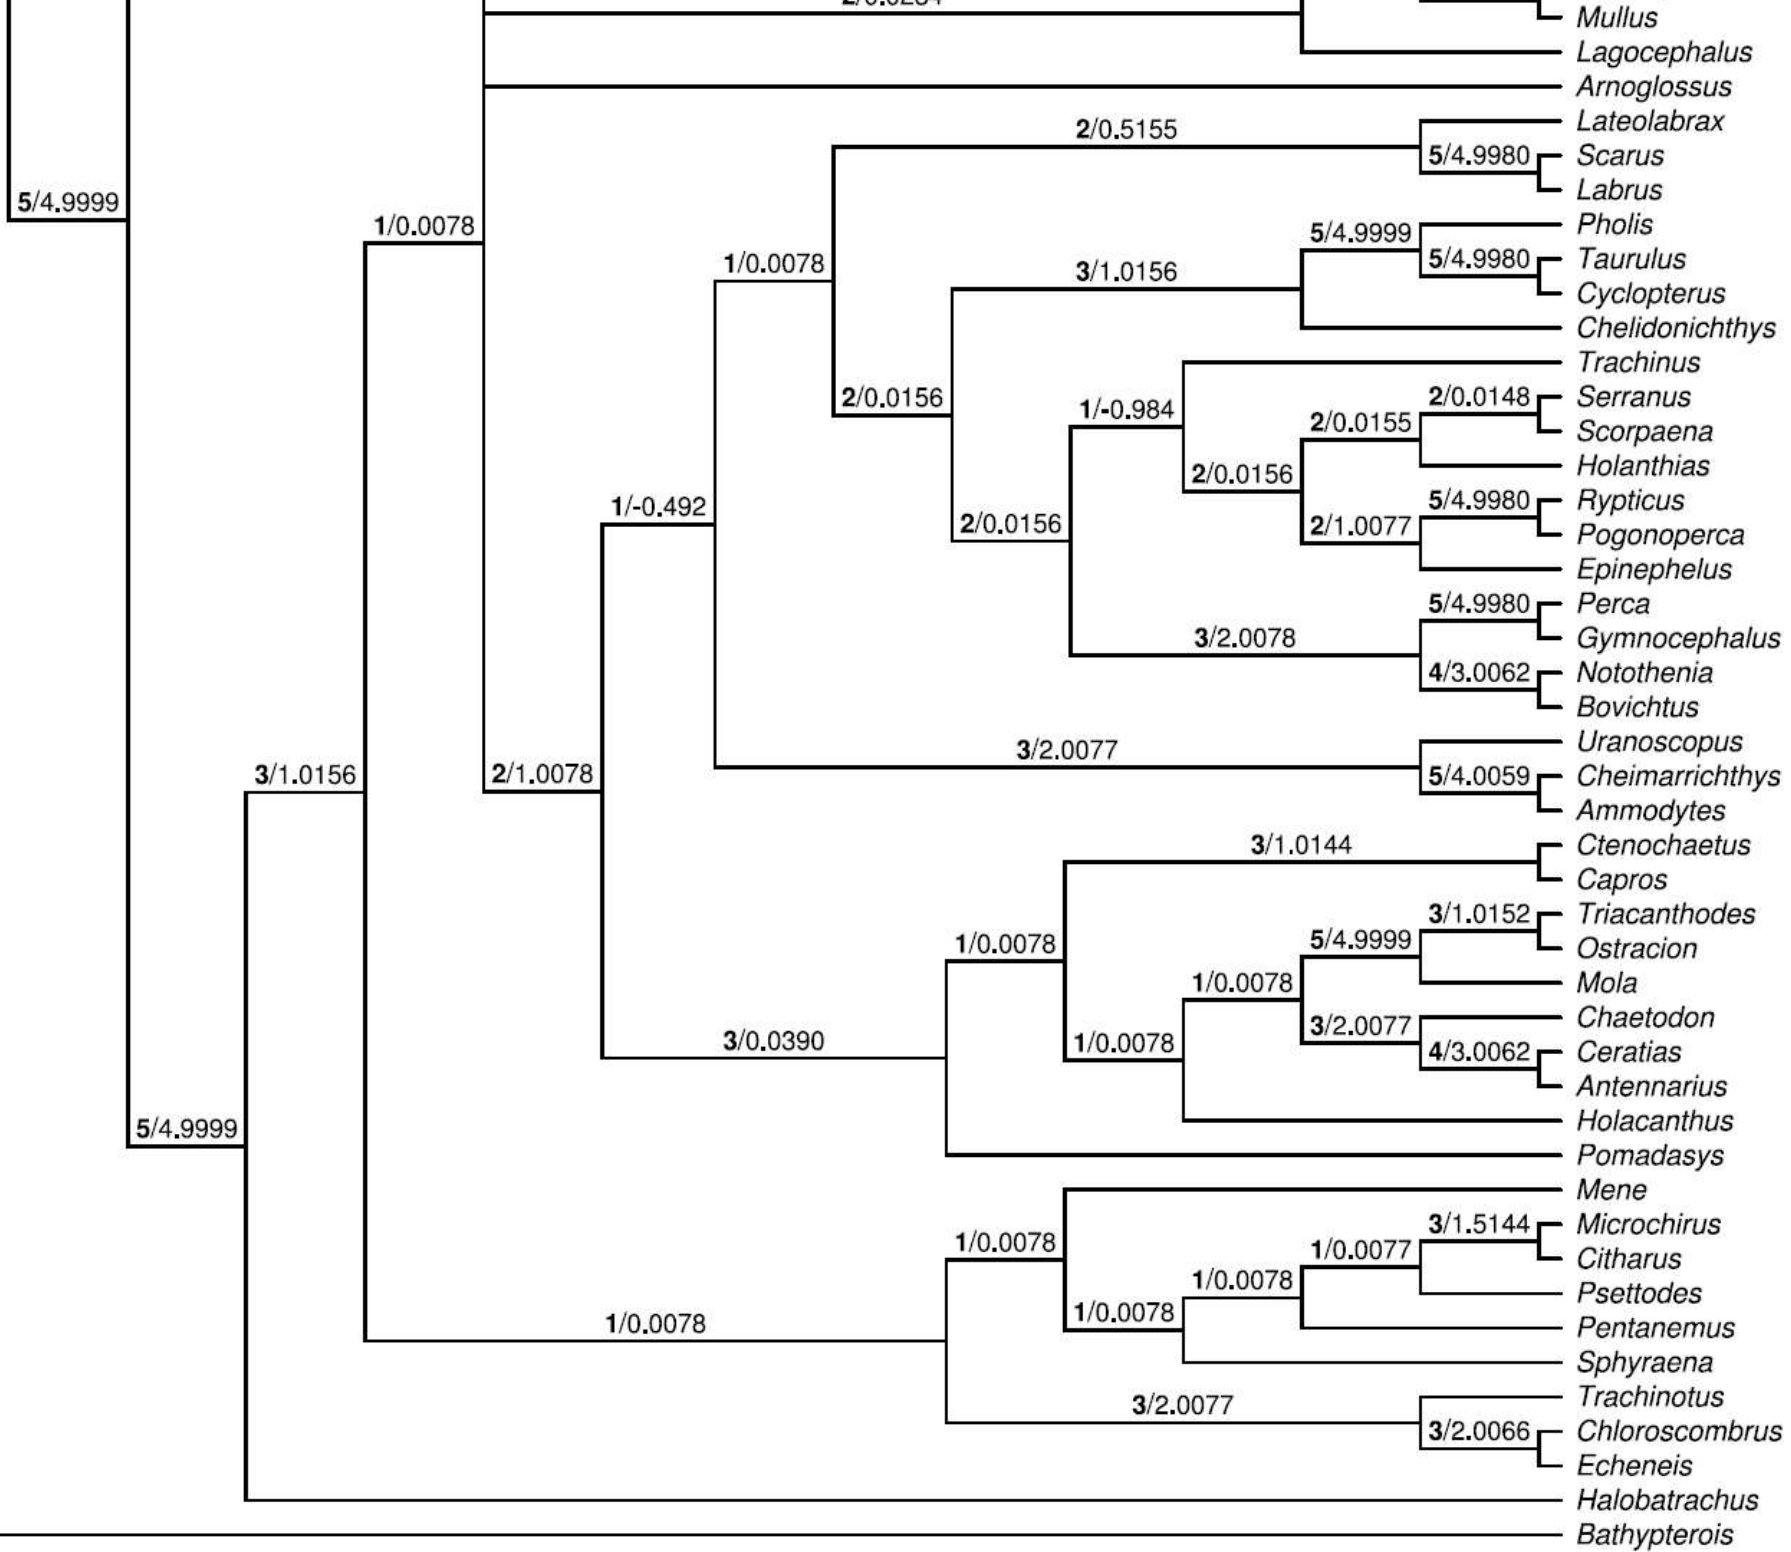 Mullus
Lagocephalus
Arnoglossus
2/0.5155
Lateolabrax
5/4.9980
Scarus
Labrus
5/4.9999
1/0.0078
Pholis
5/4.9999
5/4.9980
Taurulus
1/0.0078
3/1.0156
Cyclopterus
Chelidonichthys
Trachinus
2/0.0156
1/-0.984
2/0.0148
Serranus
2/0.0155
Scorpaena
2/0.0156
Holanthias
1/-0.492
5/4.9980
Rypticus
2/0.0156
2/1.0077
Pogonoperca
Epinephelus
5/4.9980
Perca
3/2.0078
Gymnocephalus
4/3.0062
Notothenia
Bovichtus
3/2.0077
Uranoscopus
3/1.0156
2/1.0078
5/4.0059
Cheimarrichthys
Ammodytes
3/1.0144
Ctenochaetus
Capros
3/1.0152
Triacanthodes
1/0.0078
5/4.9999
Ostracion
1/0.0078
Mola
3/2.0077
Chaetodon
3/0.0390
1/0.0078
4/3.0062
Ceratias
Antennarius
5/4.9999
Holacanthus
Pomadasys
Mene
1/0.0078
3/1.5144
Microchirus
1/0.0077
Citharus
1/0.0078
Psettodes
1/0.0078
1/0.0078
Pentanemus
Sphyraena
3/2.0077
Trachinotus
3/2.0066
Chloroscombrus
Echeneis
Halobatrachus
Bathypterois